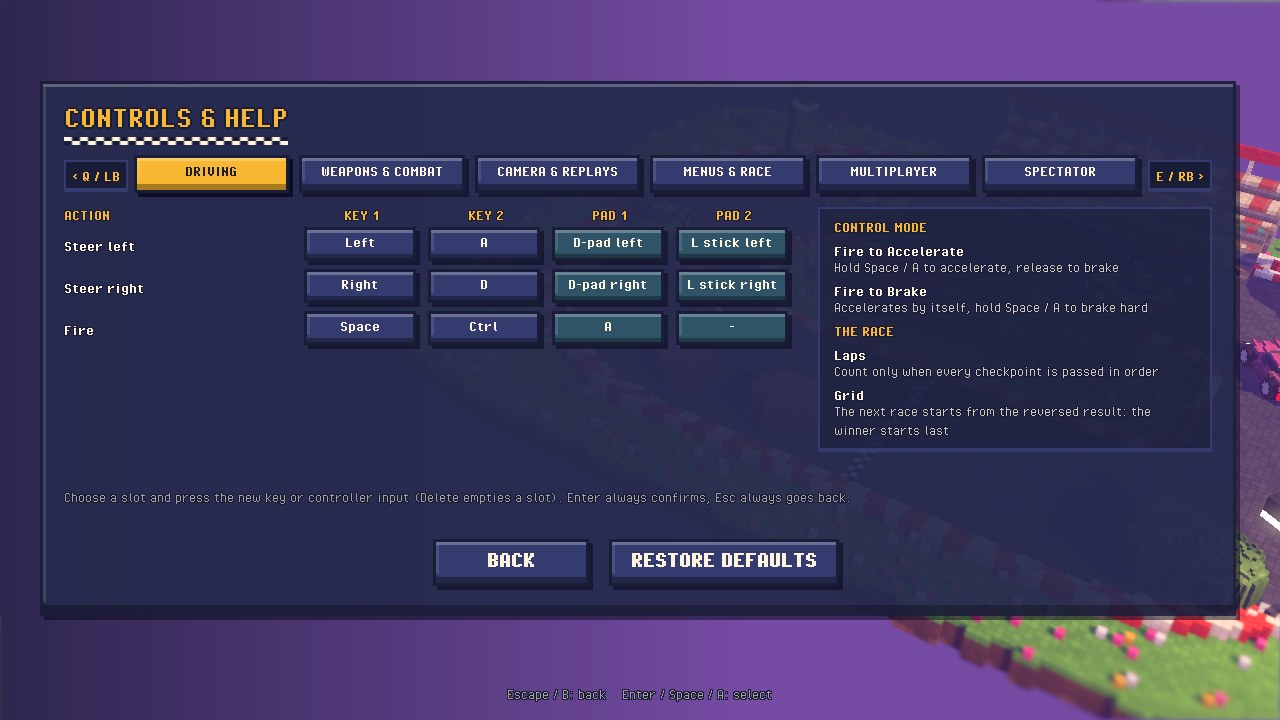 CONTROLS & HELP
< Q / LB
DRIVING
WEAPONS & COMBAT
CAMERA & REPLAYS
MENUS & RACE
MULTIPLAYER
SPECTATOR
E / RB >
ACTION KEY 1 KEY 2 PAD 1 PAD 2
Steer left Left A D-pad left L stick left
Steer right Right D D-pad right L stick right
Fire Space Ctrl A -
CONTROL MODE
Fire to Accelerate
Hold Space / A to accelerate, release to brake
Fire to Brake
Accelerates by itself, hold Space / A to brake hard
THE RACE
Laps
Count only when every checkpoint is passed in order
Grid
The next race starts from the reversed result: the
winner starts last
Choose a slot and press the new key or controller input (Delete empties a slot). Enter always confirms, Esc always goes back.
BACK
RESTORE DEFAULTS
Escape / B: back Enter / Space / A: select